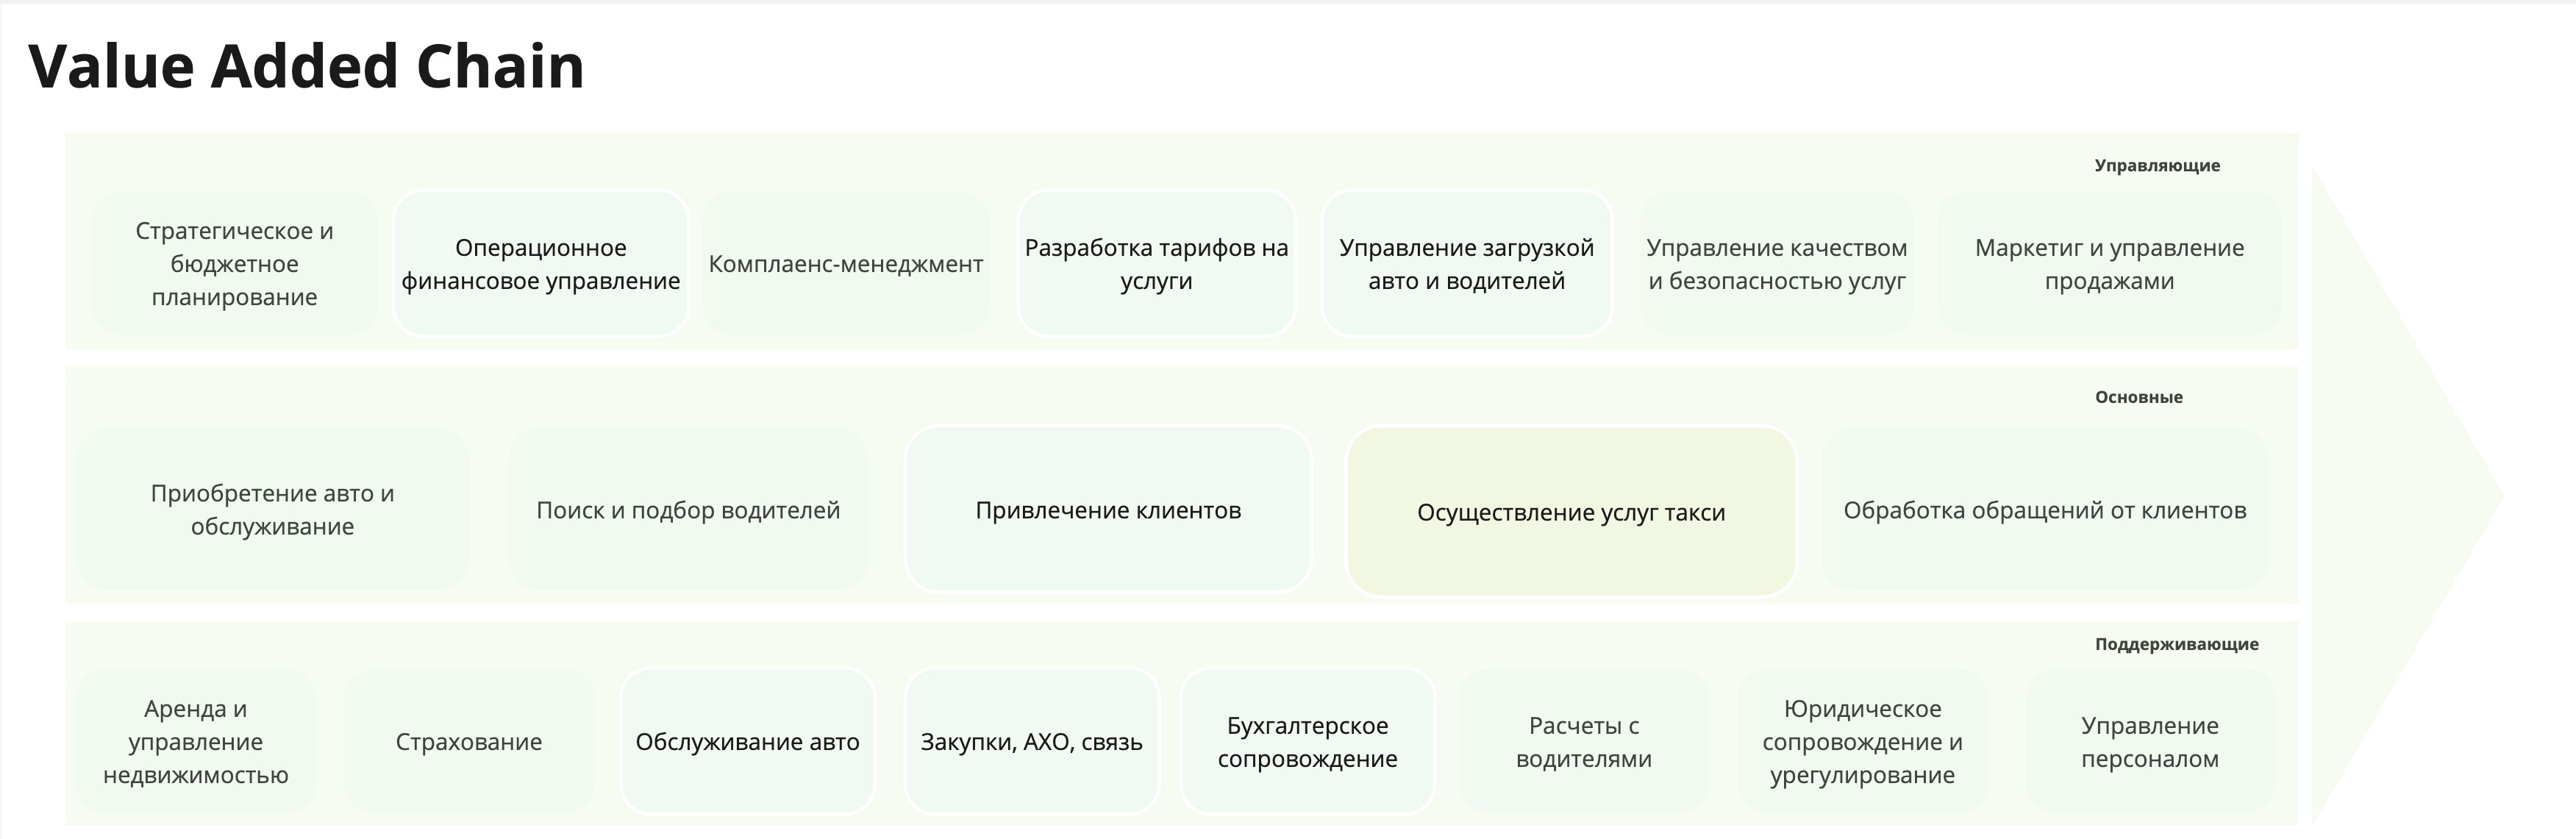 Value Added Chain
Управляющие
Стратегическое и
бюджетное
планирование
Операционное
финансовое управление
Комплаенс-менеджмент
Разработка тарифов на
услуги
Управление загрузкой
авто и водителей
Управление качеством
и безопасностью услуг
Маркетиг и управление
продажами
Основные
Приобретение авто и
обслуживание
Поиск и подбор водителей
Привлечение клиентов
Осуществление услуг такси
Обработка обращений от клиентов
Поддерживающие
Аренда и
управление
недвижимостью
Страхование
Обслуживание авто
Закупки, АХО, связь
Бухгалтерское
сопровождение
Расчеты с
водителями
Юридическое
сопровождение и
урегулирование
Управление
персоналом